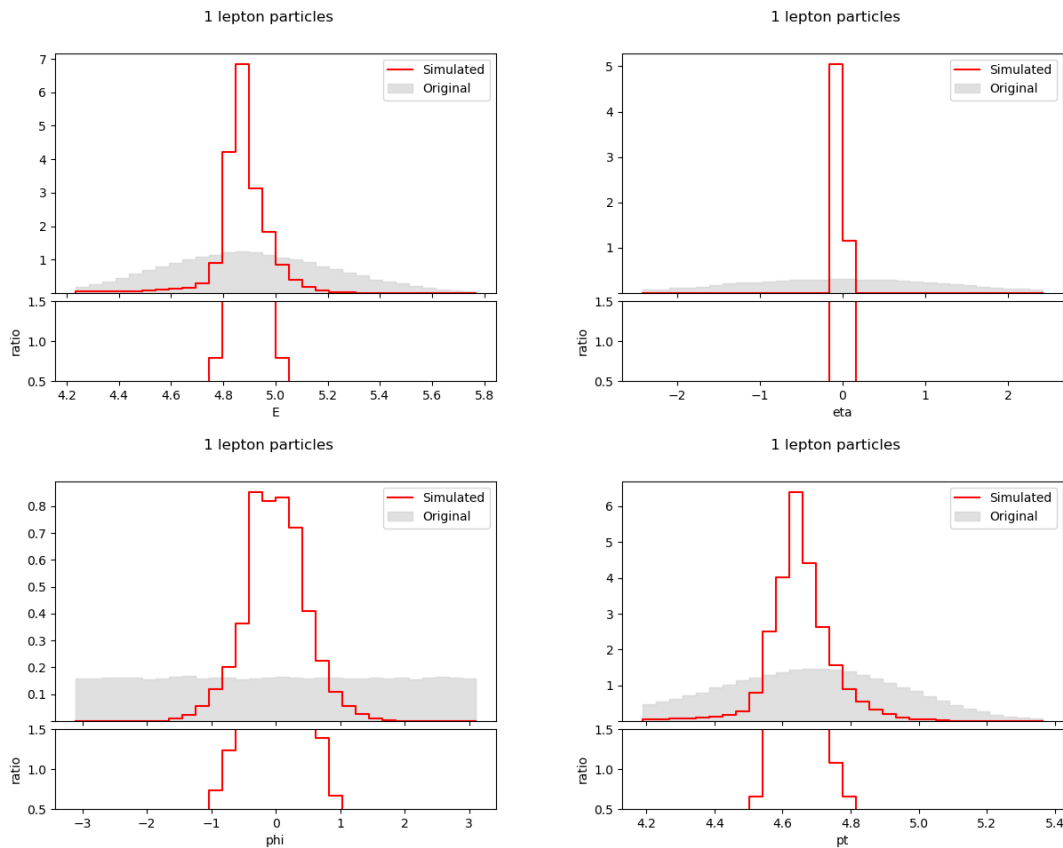 1 lepton particles
7
6
5
4
3
2
1
Simulated
Original
1.5
1.0
0.5
ratio
4.2 4.4 4.6 4.8 5.0 5.2 5.4 5.6 5.8
E
1 lepton particles
5
4
3
2
1
Simulated
Original
1.5
1.0
0.5
ratio
−2 −1 0 1 2
eta
1 lepton particles
0.8
0.7
0.6
0.5
0.4
0.3
0.2
0.1
Simulated
Original
1.5
1.0
0.5
ratio
−3 −2 −1 0 1 2 3
phi
1 lepton particles
6
5
4
3
2
1
Simulated
Original
1.5
1.0
0.5
ratio
4.2 4.4 4.6 4.8 5.0 5.2 5.4
pt